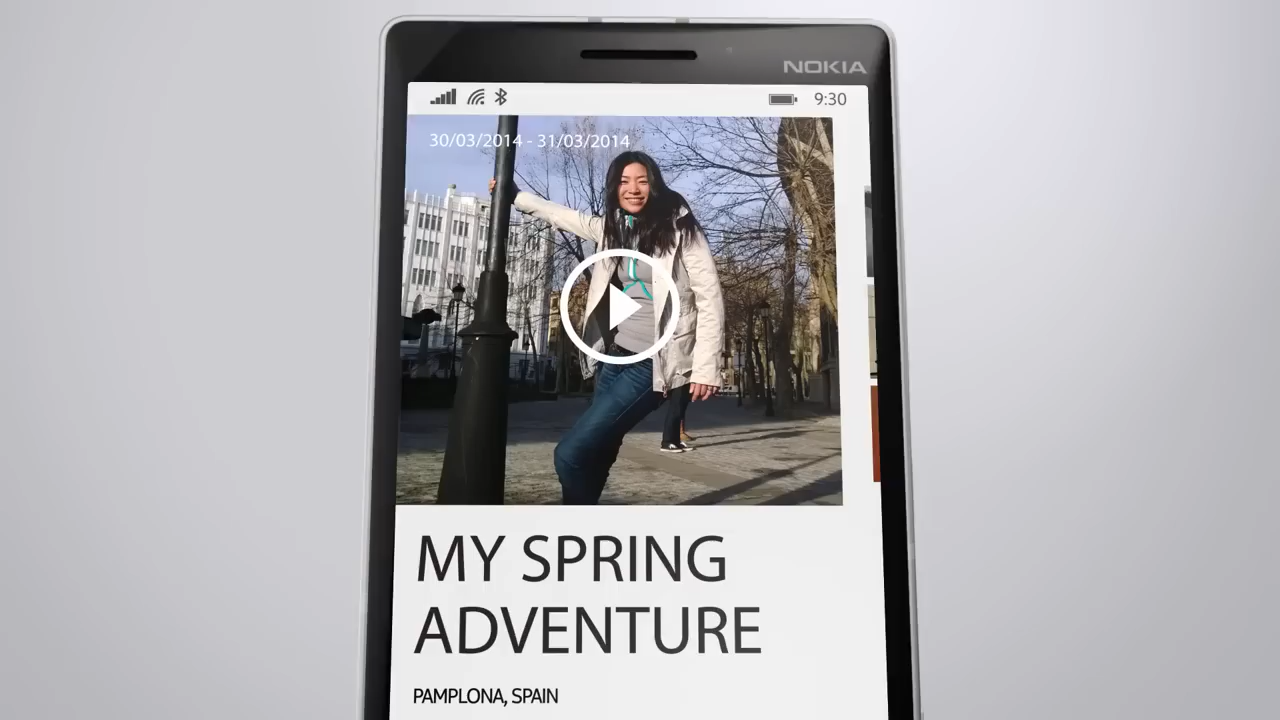 NOKIA
9:30
30/03/2014 - 31/03/2014
MY SPRING
ADVENTURE
PAMPLONA, SPAIN